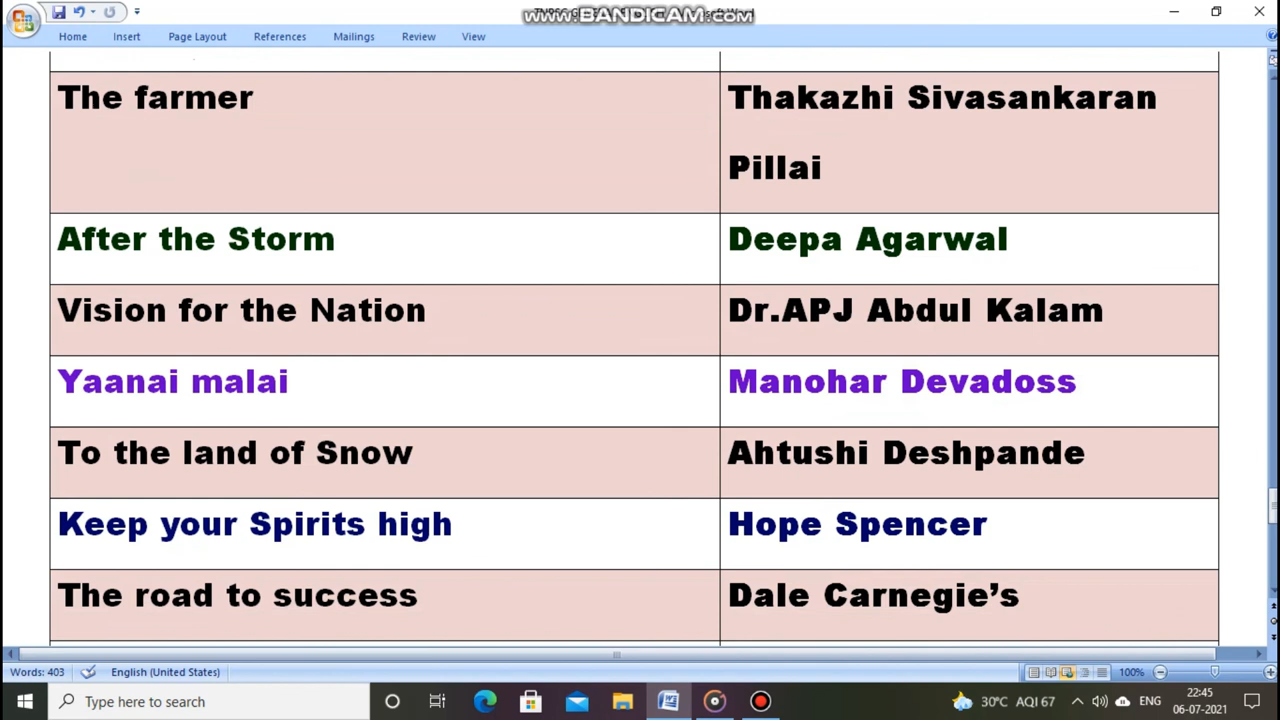 www.BANDICAM.com
Home Insert Page Layout References Mailings Review View
The farmer Thakazhi Sivasankaran
Pillai
After the Storm Deepa Agarwal
Vision for the Nation Dr.APJ Abdul Kalam
Yaanai malai Manohar Devadoss
To the land of Snow Ahtushi Deshpande
Keep your Spirits high Hope Spencer
The road to success Dale Carnegie’s
Words: 403 English (United States) 100%
Type here to search 30°C AQI 67 ENG 22:45
06-07-2021